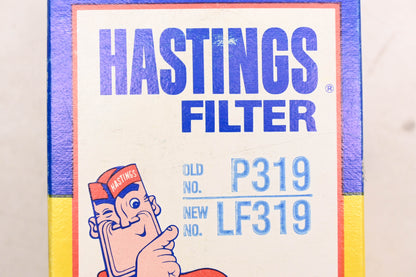 HASTINGS®
FILTER
OLD NO. P319
NEW NO. LF319
HASTINGS